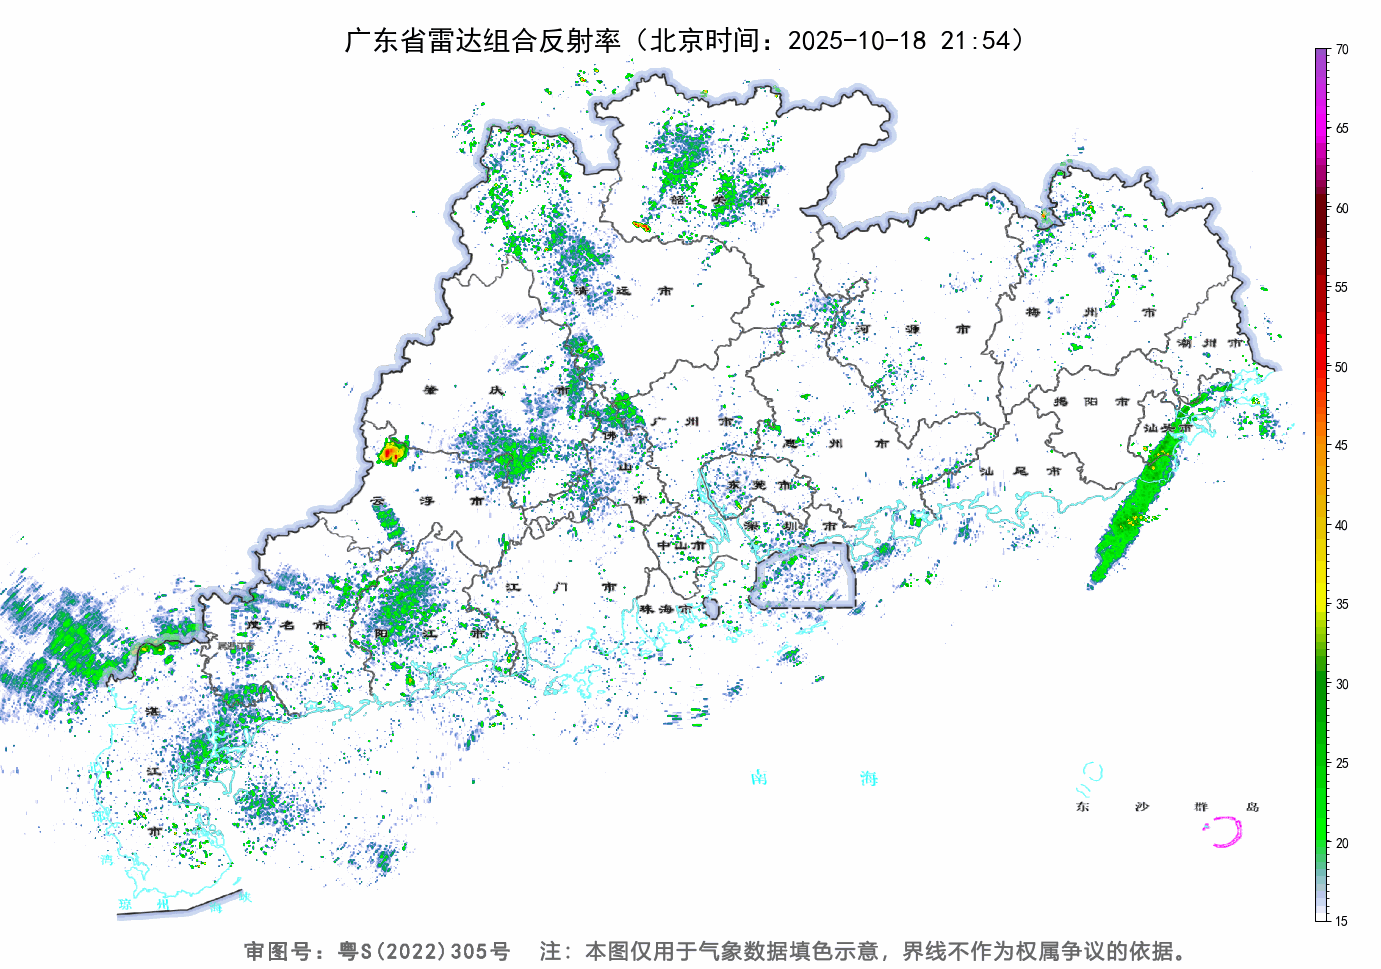 广东省雷达组合反射率（北京时间：2025-10-18 21:54）
70
65
60
55
50
45
40
35
30
25
20
15
韶 关 市
清 远 市
梅 州 市
河 源 市
潮 州 市
肇 庆 市
揭 阳 市
广 州 市
汕头市
佛 山 市
惠 州 市
汕 尾 市
东 莞 市
云 浮 市
深 圳 市
中山市
江 门 市
珠海市
茂 名 市
阳 江 市
湛 江 市
南 海
东 沙 群 岛
湾
琼 州 海 峡
审图号：粤S(2022)305号 注：本图仅用于气象数据填色示意，界线不作为权属争议的依据。